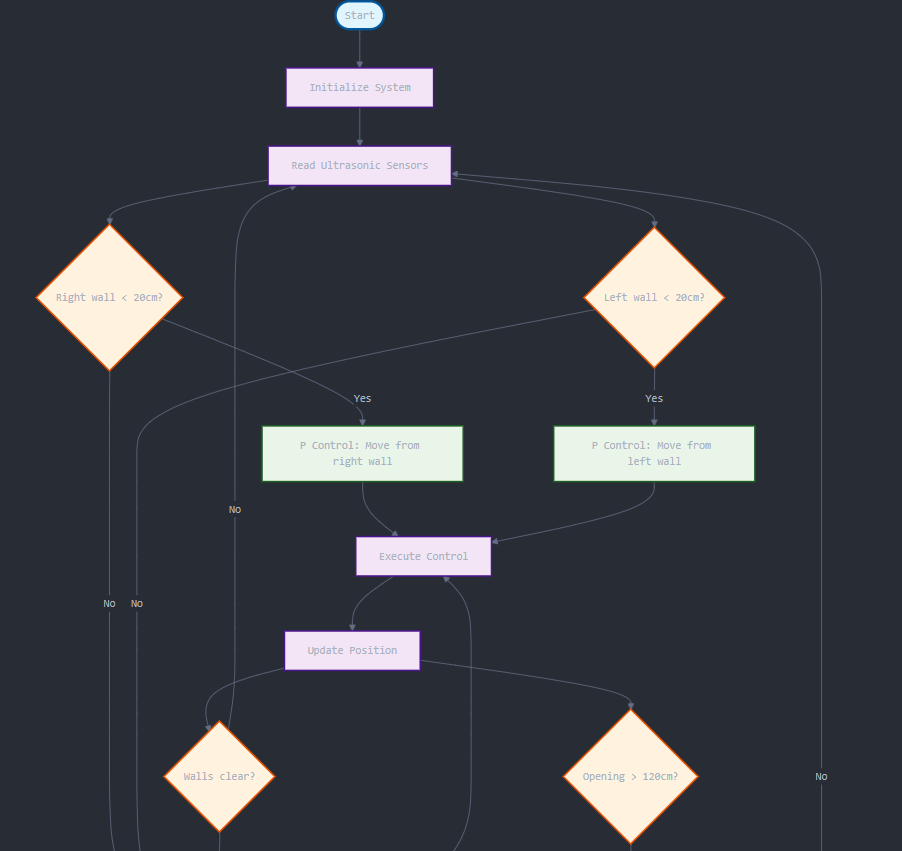 Start
Initialize System
Read Ultrasonic Sensors
Right wall < 20cm?
Left wall < 20cm?
Yes
Yes
P Control: Move from
right wall
P Control: Move from
left wall
No
Execute Control
No
No
Update Position
Walls clear?
Opening > 120cm?
No